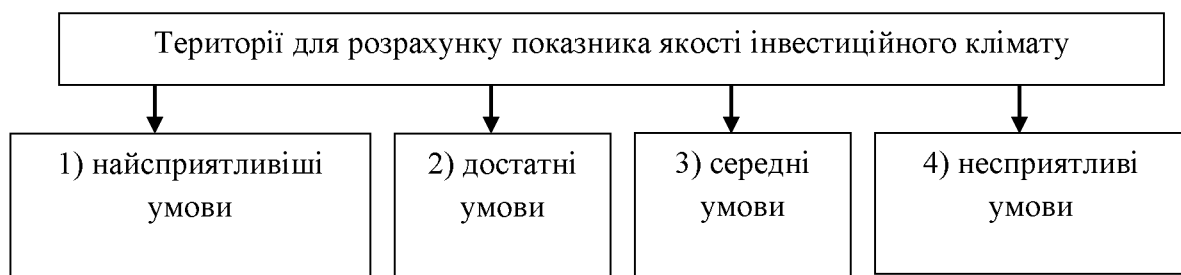 Території для розрахунку показника якості інвестиційного клімату
1) найсприятливіші
умови
2) достатні
умови
3) середні
умови
4) несприятливі
умови